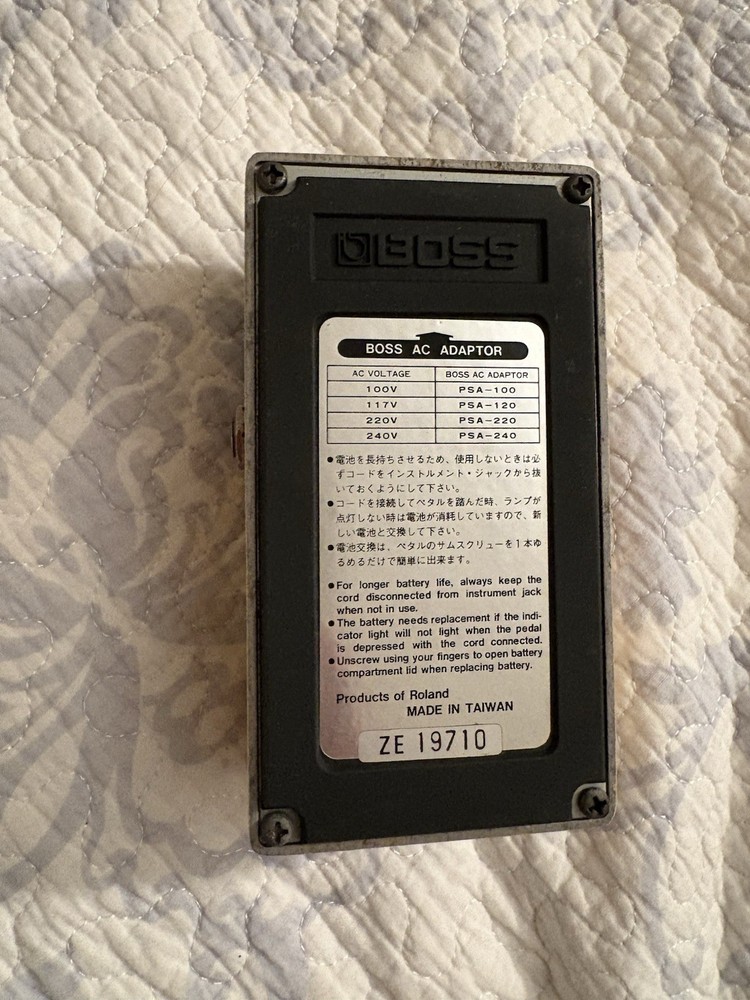 BOSS
BOSS AC ADAPTOR
AC VOLTAGE BOSS AC ADAPTOR
100V PSA-100
117V PSA-120
220V PSA-220
240V PSA-240
●電池を長持ちさせるため、使用しないときは必
ずコードをインストルメント・ジャックから抜
いておくようにして下さい。
●コードを接続してペタルを踏んだ時、ランプが
点灯しない時は電池が消耗していますので、新
しい電池と交換して下さい。
●電池交換は、ペタルのサムスクリューを1本ゆ
るめるだけで簡単に出来ます。
●For longer battery life, always keep the
cord disconnected from instrument jack
when not in use.
●The battery needs replacement if the indi-
cator light will not light when the pedal
is depressed with the cord connected.
●Unscrew using your fingers to open battery
compartment lid when replacing battery.
Products of Roland
MADE IN TAIWAN
ZE 19710